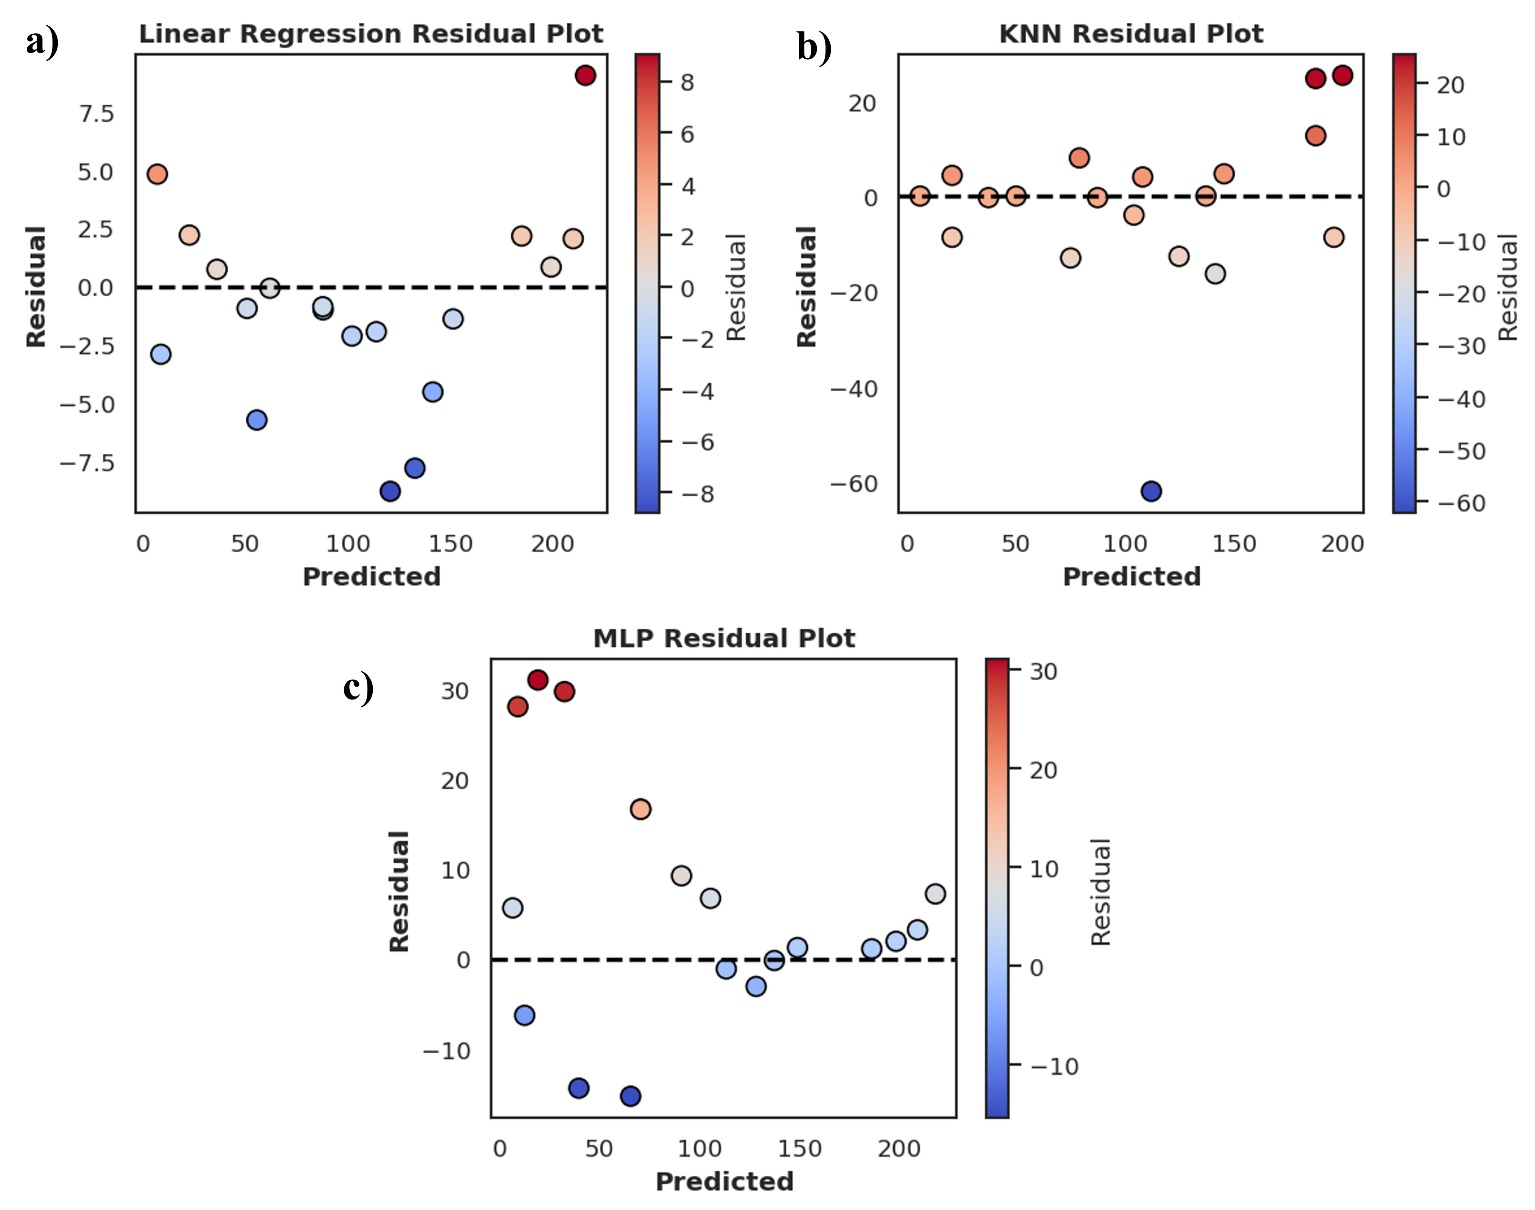 a)
Linear Regression Residual Plot
7.5
5.0
2.5
0.0
−2.5
−5.0
−7.5
Residual
0 50 100 150 200
Predicted
8
6
4
2
0
−2
−4
−6
−8
Residual
b)
KNN Residual Plot
20
0
−20
−40
−60
Residual
0 50 100 150 200
Predicted
20
10
0
−10
−20
−30
−40
−50
−60
Residual
c)
MLP Residual Plot
30
20
10
0
−10
Residual
0 50 100 150 200
Predicted
30
20
10
0
−10
Residual